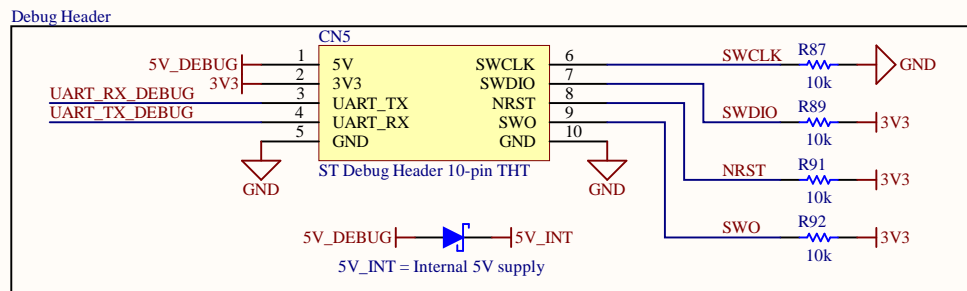 Debug Header
CN5
5V_DEBUG 1 5V SWCLK 6 SWCLK R87 10k GND
3V3 2 3V3 SWDIO 7
UART_RX_DEBUG 3 UART_TX NRST 8 SWDIO R89 10k 3V3
UART_TX_DEBUG 4 UART_RX SWO 9
5 GND GND 10
GND GND
ST Debug Header 10-pin THT
NRST R91 10k 3V3
5V_DEBUG 5V_INT
SWO R92 10k 3V3
5V_INT = Internal 5V supply